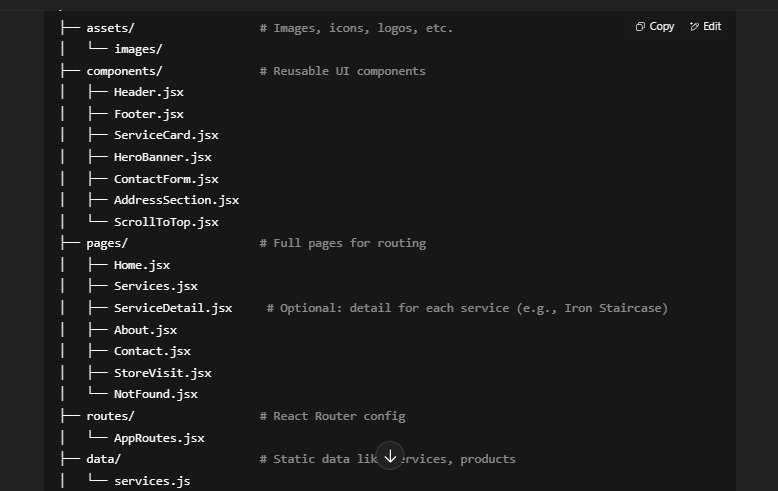 Copy Edit
├── assets/ # Images, icons, logos, etc.
│ └── images/
├── components/ # Reusable UI components
│ ├── Header.jsx
│ ├── Footer.jsx
│ ├── ServiceCard.jsx
│ ├── HeroBanner.jsx
│ ├── ContactForm.jsx
│ ├── AddressSection.jsx
│ └── ScrollToTop.jsx
├── pages/ # Full pages for routing
│ ├── Home.jsx
│ ├── Services.jsx
│ ├── ServiceDetail.jsx # Optional: detail for each service (e.g., Iron Staircase)
│ ├── About.jsx
│ ├── Contact.jsx
│ ├── StoreVisit.jsx
│ └── NotFound.jsx
├── routes/ # React Router config
│ └── AppRoutes.jsx
├── data/ # Static data products
│ └── services.js